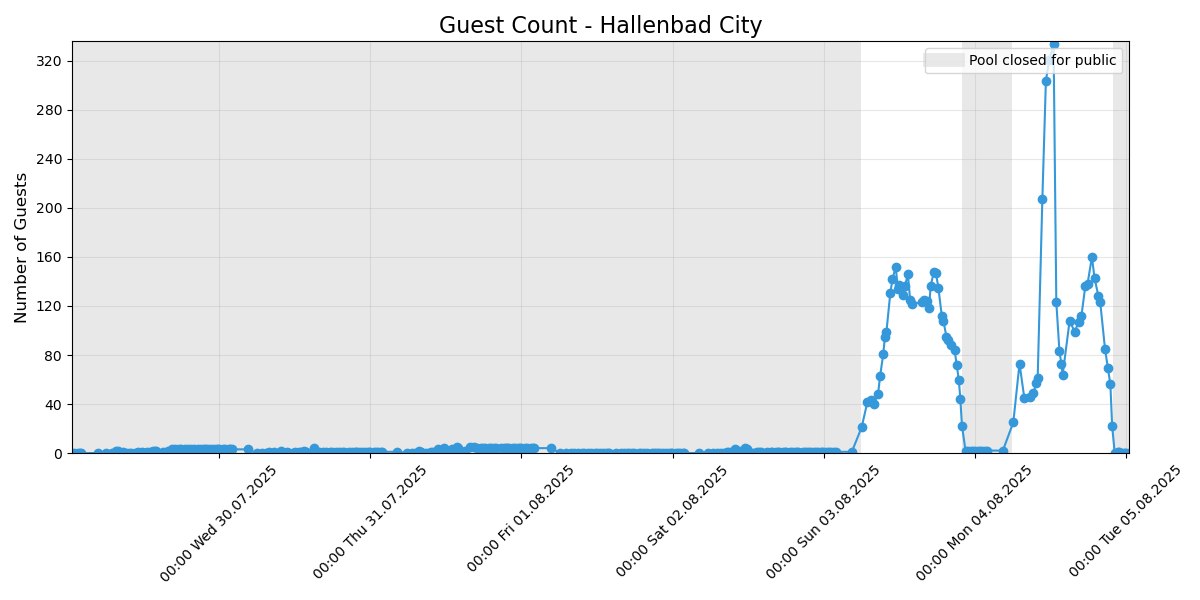 Guest Count - Hallenbad City
Pool closed for public
Number of Guests
320
280
240
200
160
120
80
40
0
00:00 Wed 30.07.2025
00:00 Thu 31.07.2025
00:00 Fri 01.08.2025
00:00 Sat 02.08.2025
00:00 Sun 03.08.2025
00:00 Mon 04.08.2025
00:00 Tue 05.08.2025